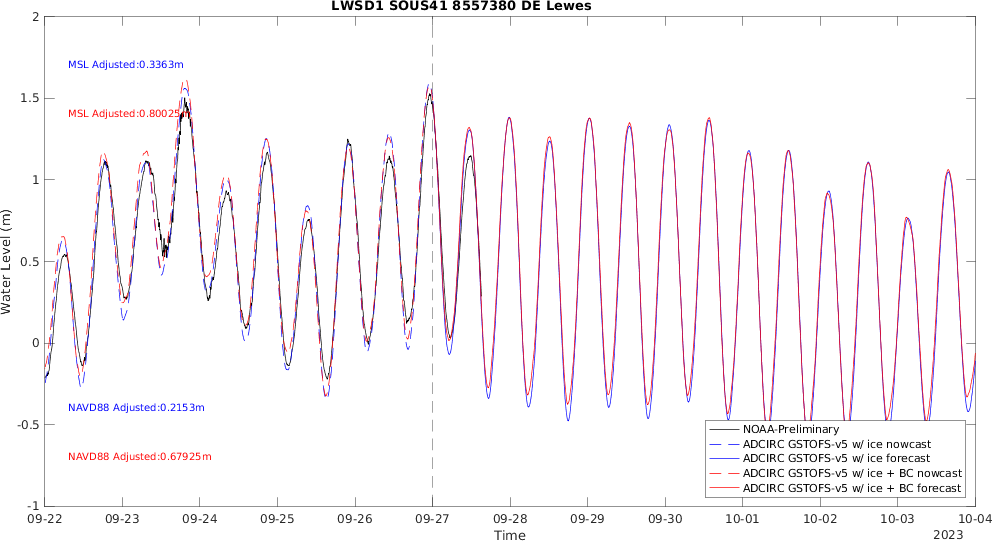 LWSD1 SOUS41 8557380 DE Lewes
Water Level (m)
2
1.5
1
0.5
0
-0.5
-1
MSL Adjusted:0.3363m
MSL Adjusted:0.80025
NAVD88 Adjusted:0.2153m
NAVD88 Adjusted:0.67925m
NOAA-Preliminary
ADCIRC GSTOFS-v5 w/ ice nowcast
ADCIRC GSTOFS-v5 w/ ice forecast
ADCIRC GSTOFS-v5 w/ ice + BC nowcast
ADCIRC GSTOFS-v5 w/ ice + BC forecast
09-22 09-23 09-24 09-25 09-26 09-27 09-28 09-29 09-30 10-01 10-02 10-03 10-04
Time
2023